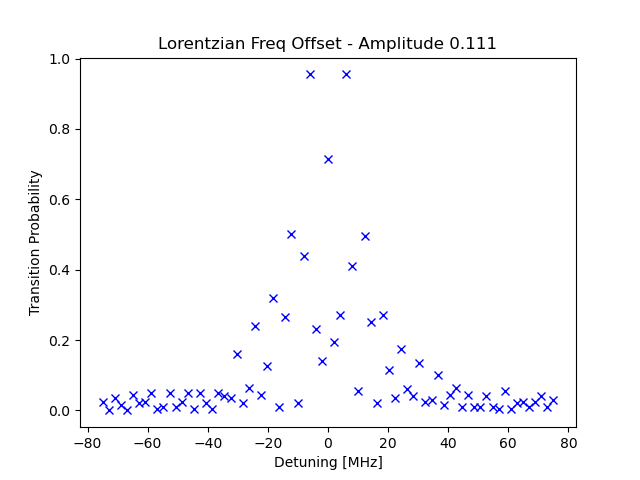 Lorentzian Freq Offset - Amplitude 0.111
1.0
0.8
0.6
0.4
0.2
0.0
Transition Probability
−80 −60 −40 −20 0 20 40 60 80
Detuning [MHz]